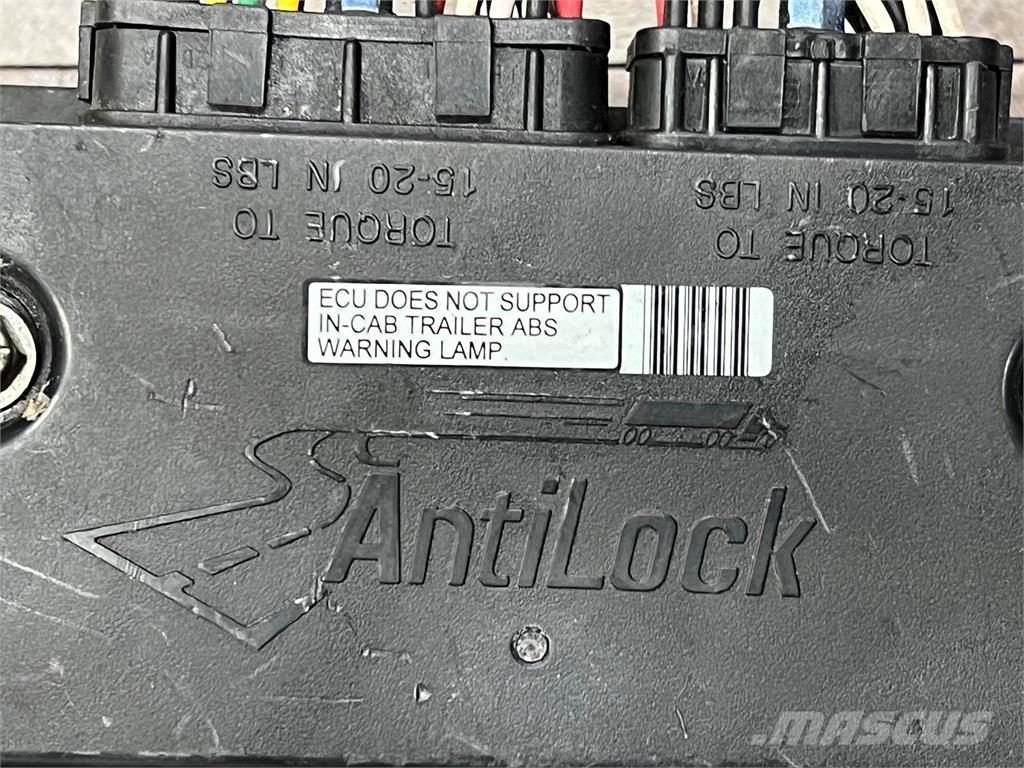 TORQUE TO
15-20 IN LBS
TORQUE TO
15-20 IN LBS
ECU DOES NOT SUPPORT
IN-CAB TRAILER ABS
WARNING LAMP
AntiLock
MASCUS